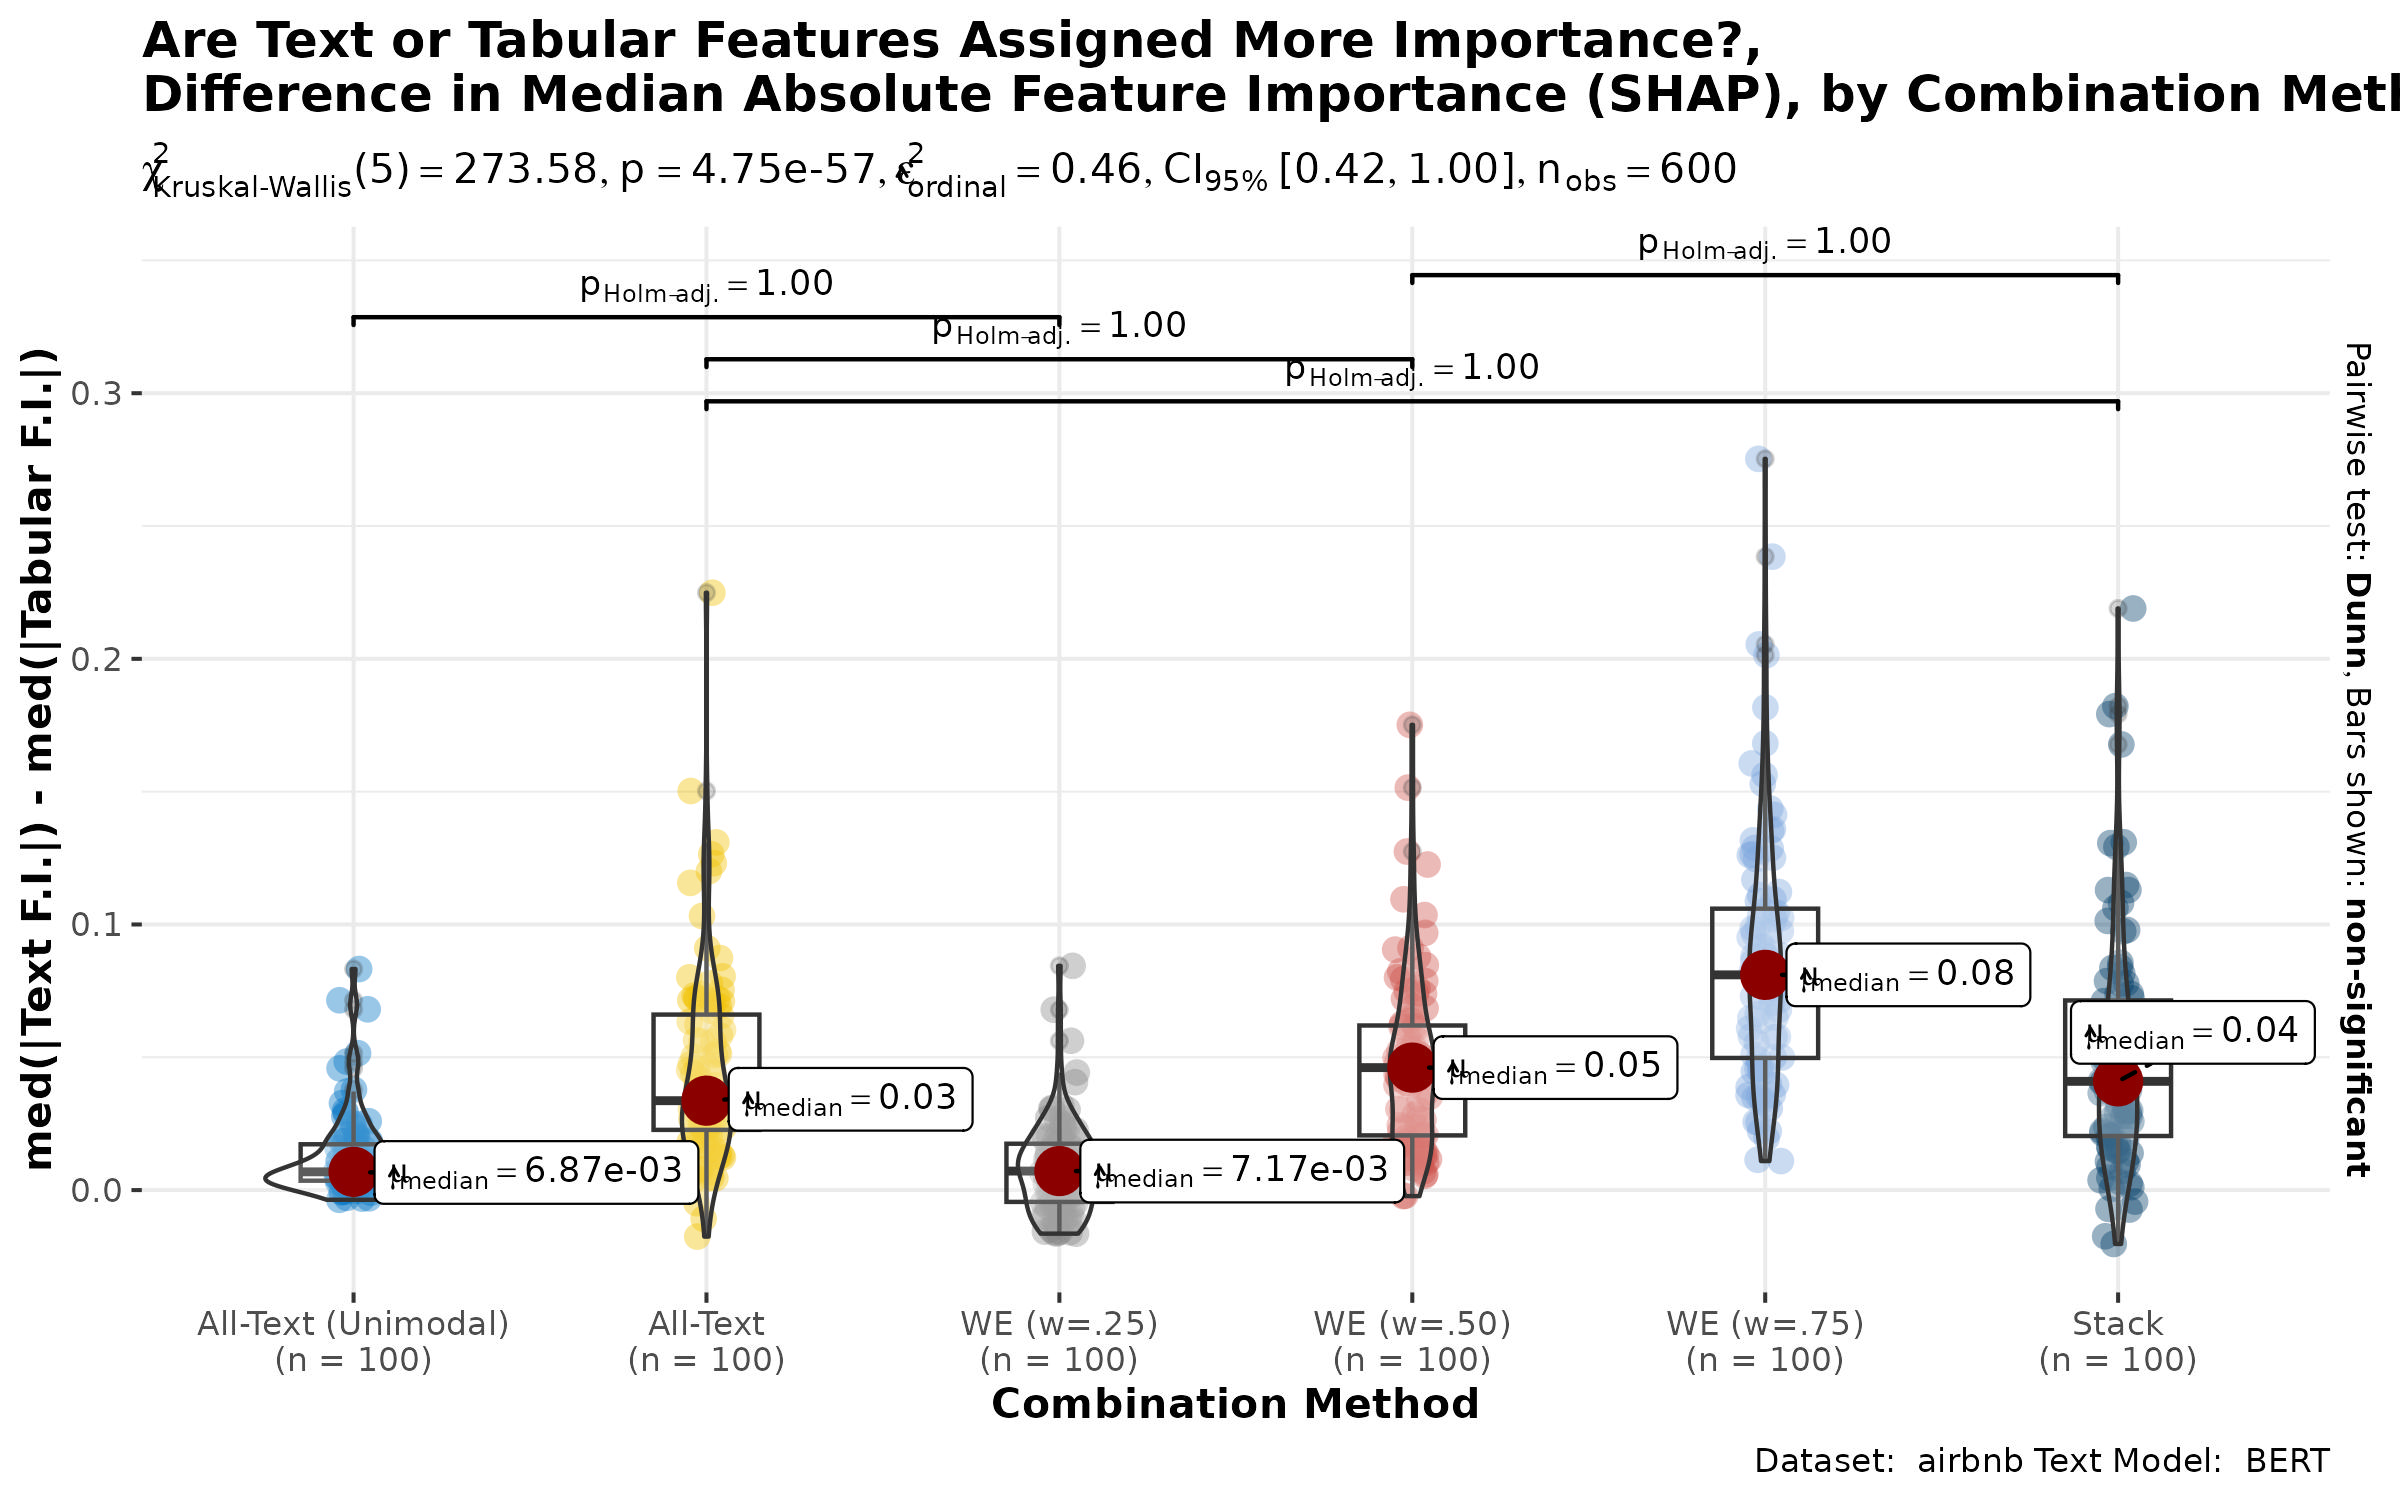 Are Text or Tabular Features Assigned More Importance?,
Difference in Median Absolute Feature Importance (SHAP), by Combination Meth
χ²Kruskal-Wallis(5) = 273.58, p = 4.75e-57, ε²ordinal = 0.46, CI95% [0.42, 1.00], nobs = 600
pHolm-adj. = 1.00
pHolm-adj. = 1.00
pHolm-adj. = 1.00
pHolm-adj. = 1.00
med(|Text F.I.|) - med(|Tabular F.I.|)
0.3
0.2
0.1
0.0
μ̂median = 6.87e-03
μ̂median = 0.03
μ̂median = 7.17e-03
μ̂median = 0.05
μ̂median = 0.08
μ̂median = 0.04
Pairwise test: Dunn, Bars shown: non-significant
All-Text (Unimodal)
(n = 100)
All-Text
(n = 100)
WE (w=.25)
(n = 100)
WE (w=.50)
(n = 100)
WE (w=.75)
(n = 100)
Stack
(n = 100)
Combination Method
Dataset:  airbnb Text Model:  BERT